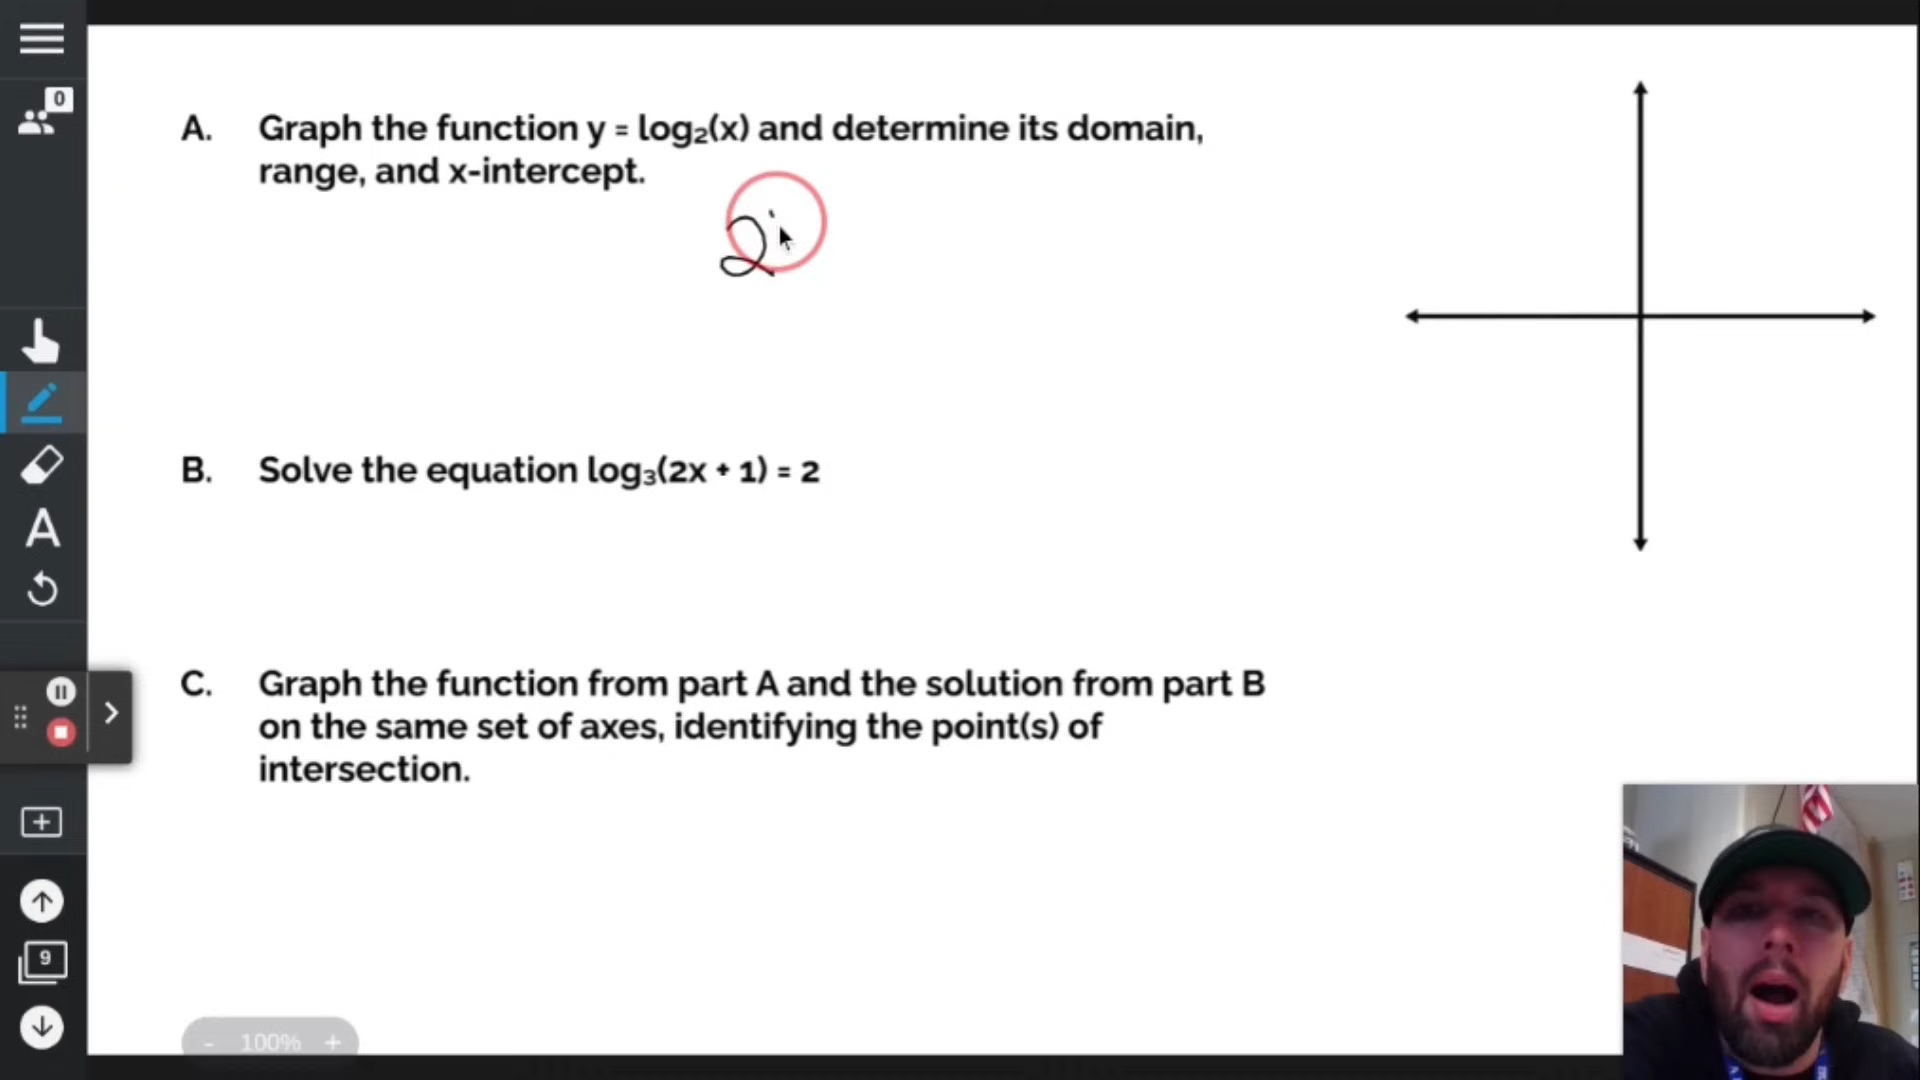 0
A. Graph the function y = log₂(x) and determine its domain,
range, and x-intercept.
2
B. Solve the equation log₃(2x + 1) = 2
A
C. Graph the function from part A and the solution from part B
on the same set of axes, identifying the point(s) of
intersection.
9
- 100% +